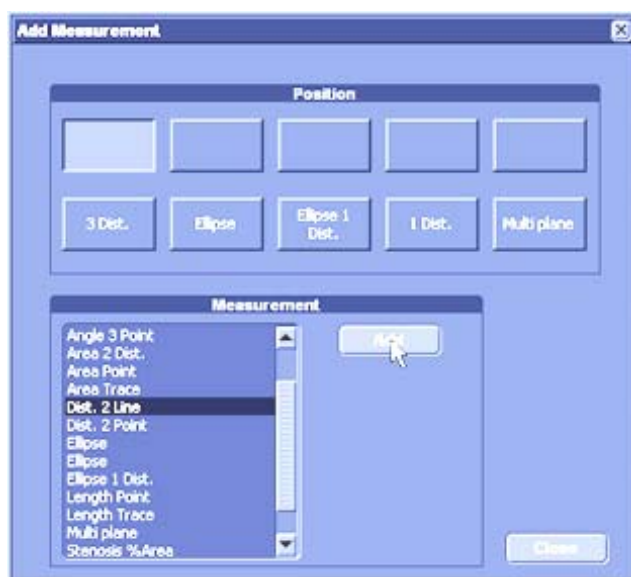 Add Measurement
Position
3 Dist.
Ellipse
Ellipse 1
Dist.
1 Dist.
Multi plane
Measurement
Angle 3 Point
Area 2 Dist.
Area Point
Area Trace
Dist. 2 Line
Dist. 2 Point
Ellipse
Ellipse
Ellipse 1 Dist.
Length Point
Length Trace
Multi plane
Stenosis %Area
Add
Close